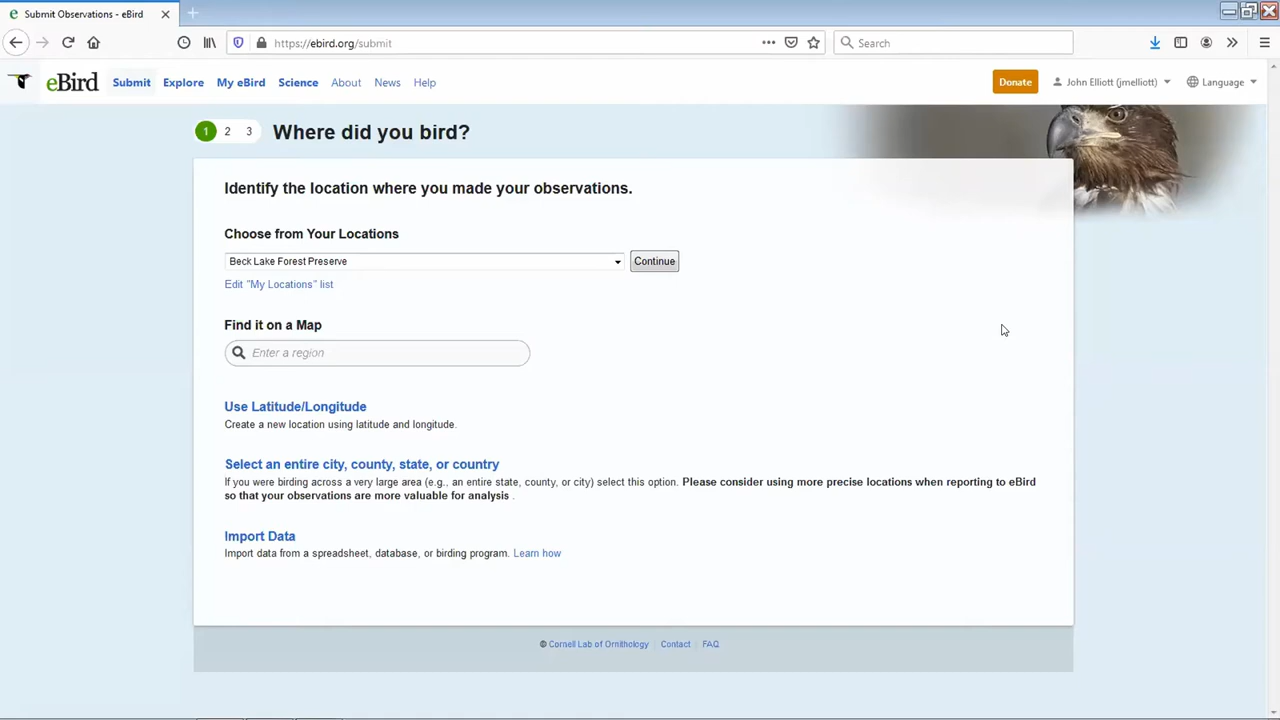 Submit Observations - eBird
https://ebird.org/submit
Search
eBird Submit Explore My eBird Science About News Help Donate John Elliott (jmelliott) Language
1 2 3 Where did you bird?
Identify the location where you made your observations.
Choose from Your Locations
Beck Lake Forest Preserve Continue
Edit "My Locations" list
Find it on a Map
Enter a region
Use Latitude/Longitude
Create a new location using latitude and longitude.
Select an entire city, county, state, or country
If you were birding across a very large area (e.g., an entire state, county, or city) select this option. Please consider using more precise locations when reporting to eBird
so that your observations are more valuable for analysis .
Import Data
Import data from a spreadsheet, database, or birding program. Learn how
© Cornell Lab of Ornithology | Contact | FAQ